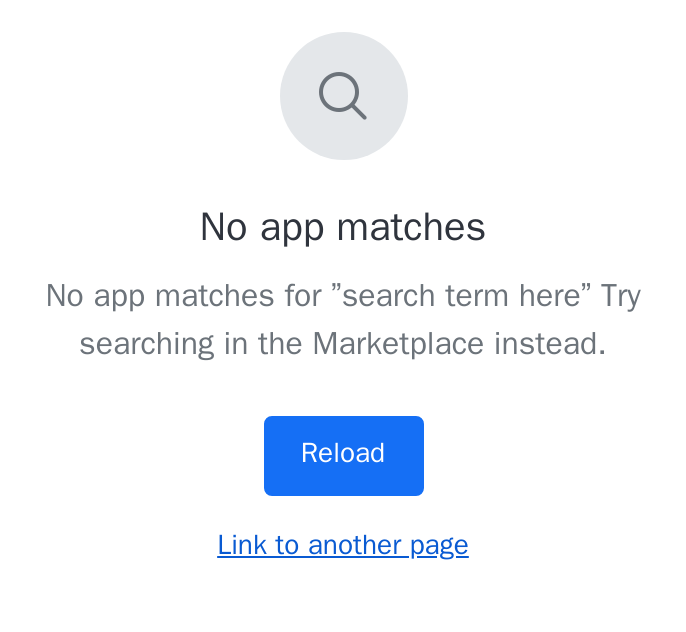 No app matches
No app matches for ”search term here” Try
searching in the Marketplace instead.
Reload
Link to another page